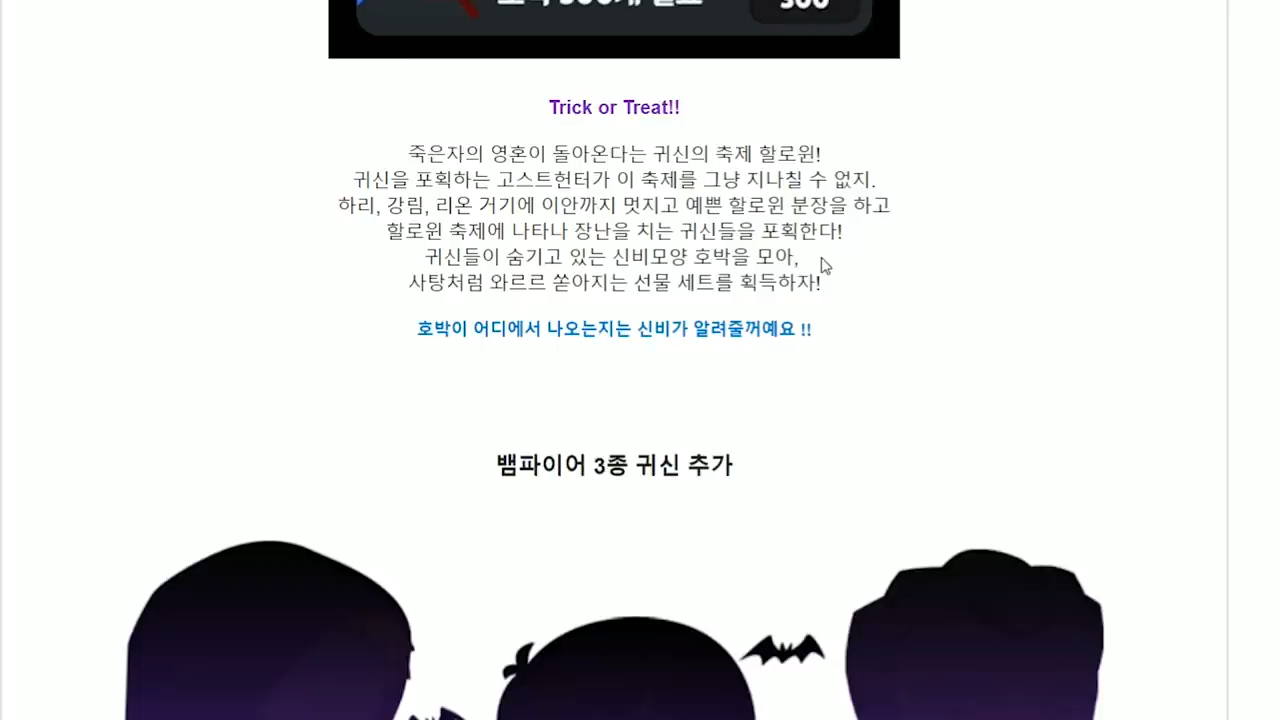 300
Trick or Treat!!
죽은자의 영혼이 돌아온다는 귀신의 축제 할로윈!
귀신을 포획하는 고스트헌터가 이 축제를 그냥 지나칠 수 없지.
하리, 강림, 리온 거기에 이안까지 멋지고 예쁜 할로윈 분장을 하고
할로윈 축제에 나타나 장난을 치는 귀신들을 포획한다!
귀신들이 숨기고 있는 신비모양 호박을 모아,
사탕처럼 와르르 쏟아지는 선물 세트를 획득하자!
호박이 어디에서 나오는지는 신비가 알려줄꺼예요 !!
뱀파이어 3종 귀신 추가